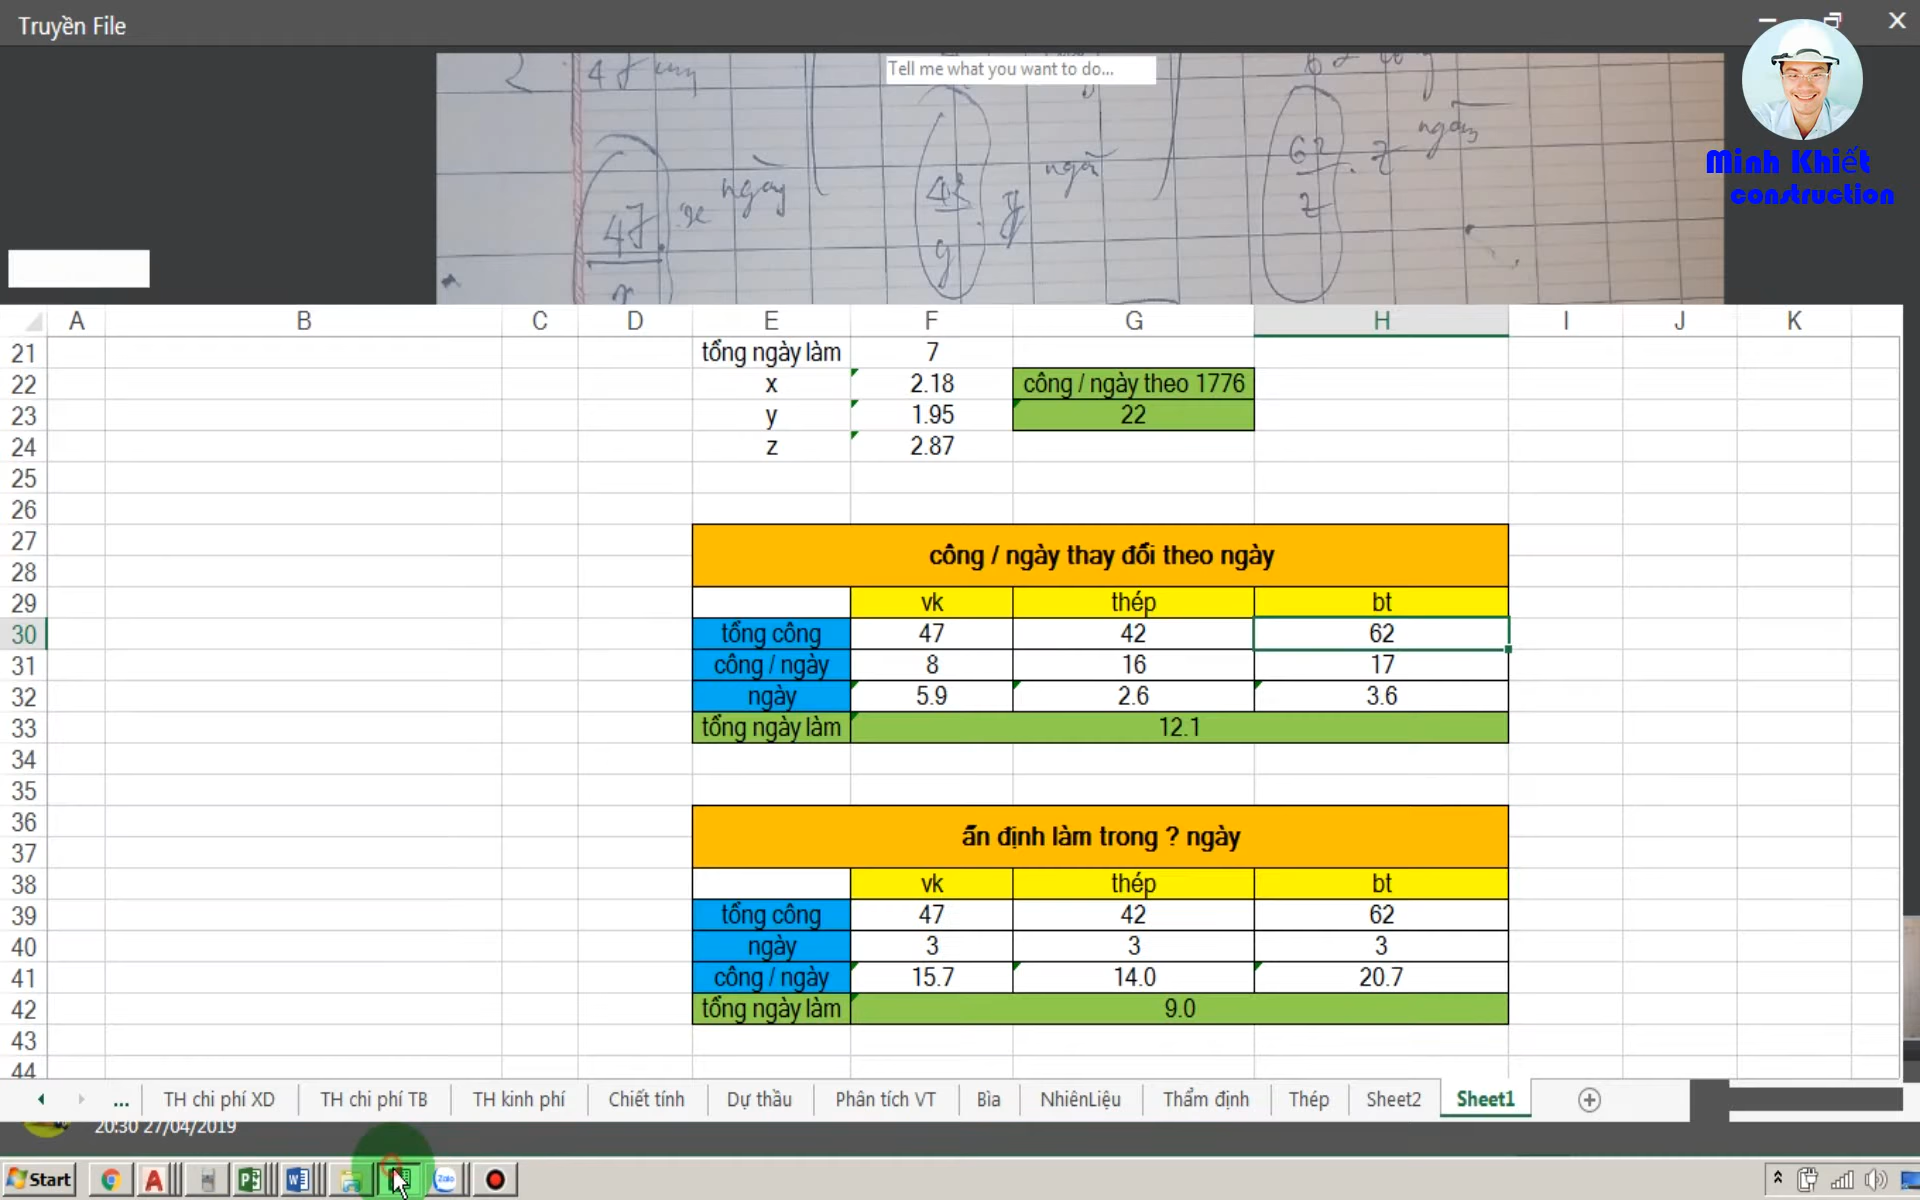 Truyền File
Tell me what you want to do...
Minh Khiết
construction
ngày
ngày
47
x
42
y
y
62
z
z
A B C D E F G H I J K
21 tổng ngày làm 7
22 x 2.18 công / ngày theo 1776
23 y 1.95 22
24 z 2.87
25
26
27
công / ngày thay đổi theo ngày
28
29 vk thép bt
30 tổng công 47 42 62
31 công / ngày 8 16 17
32 ngày 5.9 2.6 3.6
33 tổng ngày làm 12.1
34
35
36
ấn định làm trong ? ngày
37
38 vk thép bt
39 tổng công 47 42 62
40 ngày 3 3 3
41 công / ngày 15.7 14.0 20.7
42 tổng ngày làm 9.0
43
44
... TH chi phí XD TH chi phí TB TH kinh phí Chiết tính Dự thầu Phân tích VT Bìa NhiênLiệu Thẩm định Thép Sheet2 Sheet1
20:30 27/04/2019
Start
Zalo